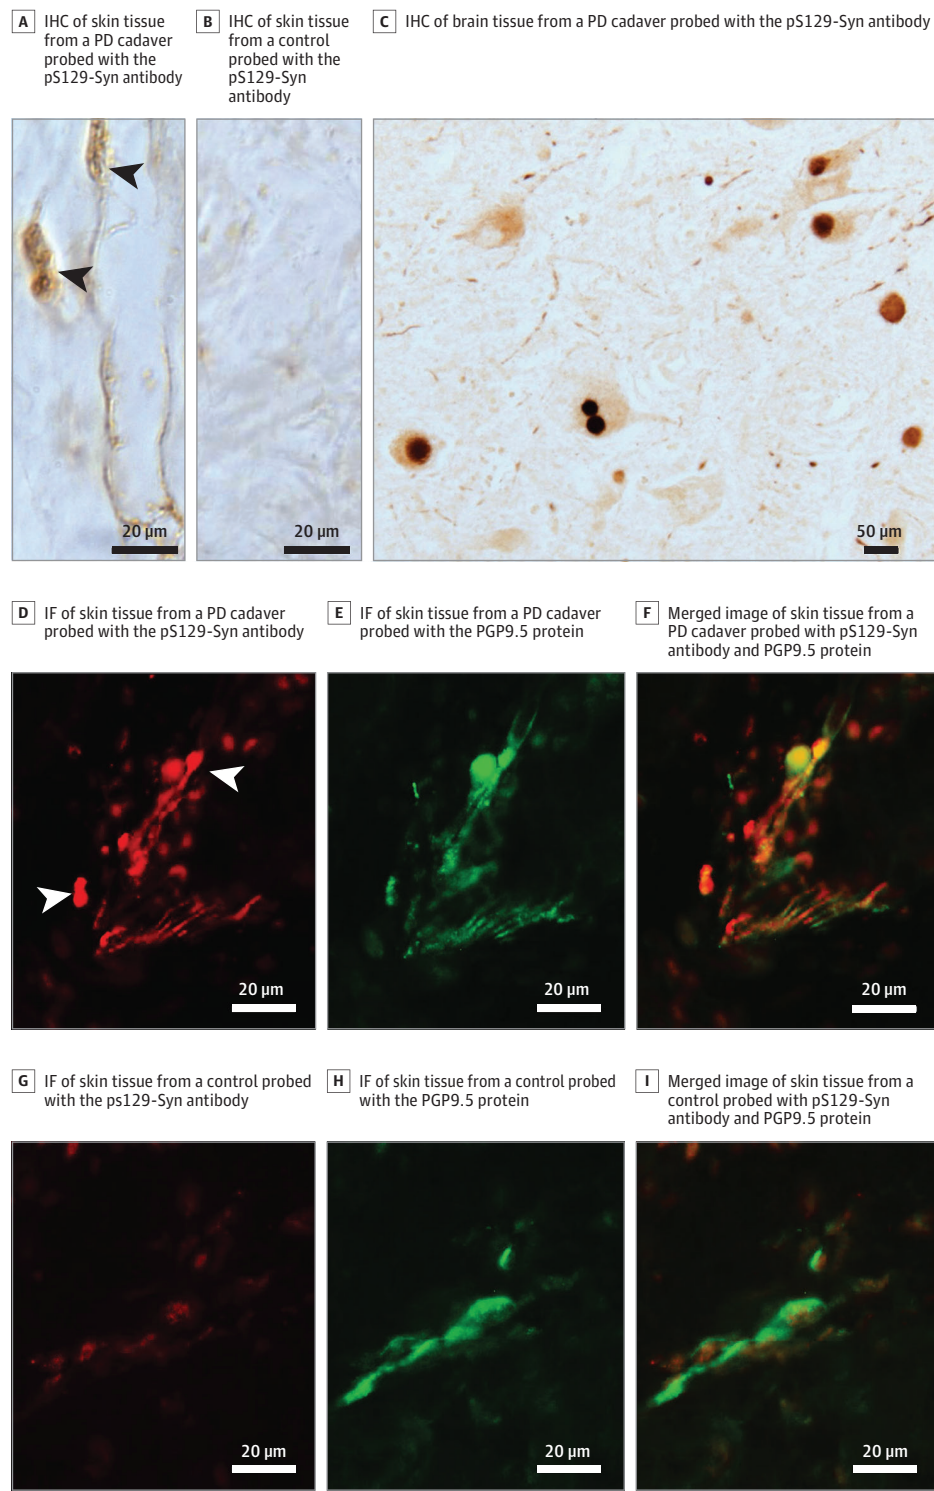 A IHC of skin tissue
from a PD cadaver
probed with the
pS129-Syn antibody
B IHC of skin tissue
from a control
probed with the
pS129-Syn
antibody
C IHC of brain tissue from a PD cadaver probed with the pS129-Syn antibody
20 µm
20 µm
50 µm
D IF of skin tissue from a PD cadaver
probed with the pS129-Syn antibody
E IF of skin tissue from a PD cadaver
probed with the PGP9.5 protein
F Merged image of skin tissue from a
PD cadaver probed with pS129-Syn
antibody and PGP9.5 protein
20 µm
20 µm
20 µm
G IF of skin tissue from a control probed
with the ps129-Syn antibody
H IF of skin tissue from a control probed
with the PGP9.5 protein
I Merged image of skin tissue from a
control probed with pS129-Syn
antibody and PGP9.5 protein
20 µm
20 µm
20 µm